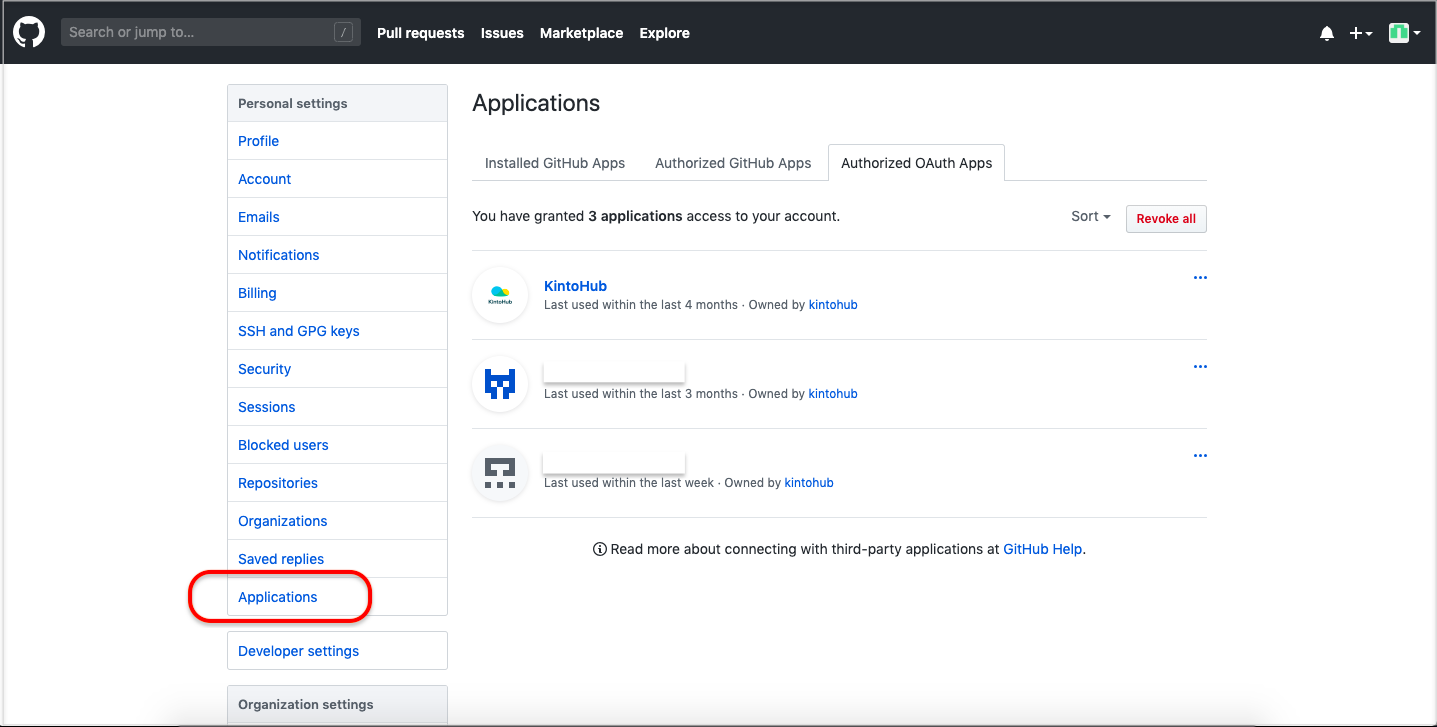 Search or jump to...
/
Pull requests
Issues
Marketplace
Explore
Personal settings
Profile
Account
Emails
Notifications
Billing
SSH and GPG keys
Security
Sessions
Blocked users
Repositories
Organizations
Saved replies
Applications
Developer settings
Organization settings
Applications
Installed GitHub Apps
Authorized GitHub Apps
Authorized OAuth Apps
You have granted 3 applications access to your account.
Sort
Revoke all
KintoHub
KintoHub
Last used within the last 4 months · Owned by kintohub
Last used within the last 3 months · Owned by kintohub
Last used within the last week · Owned by kintohub
Read more about connecting with third-party applications at GitHub Help.